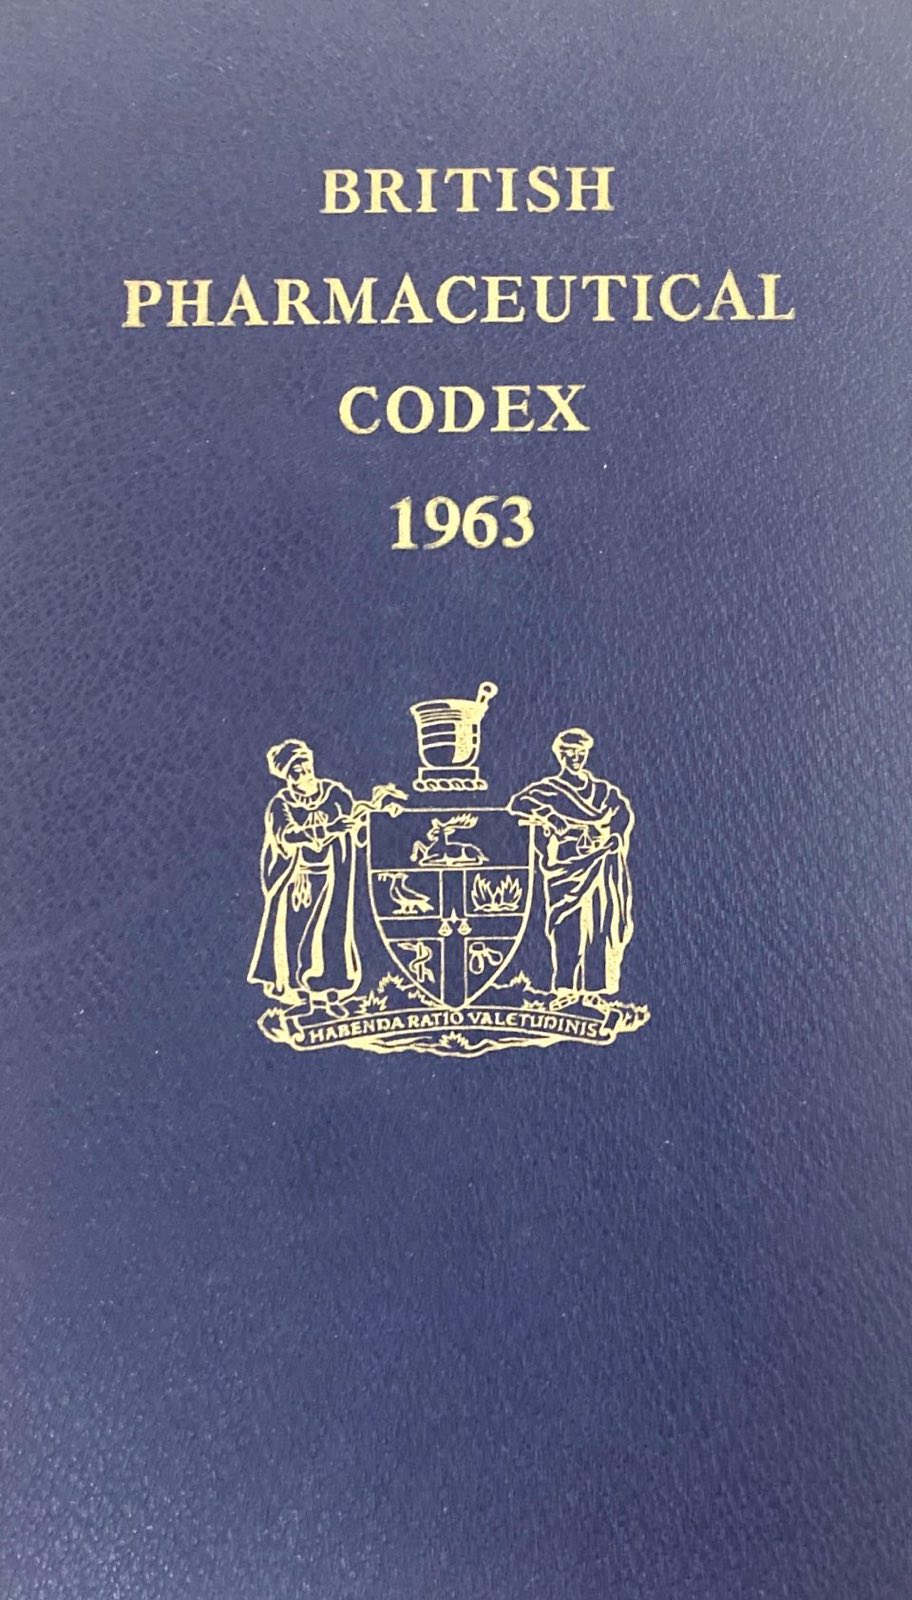 BRITISH
PHARMACEUTICAL
CODEX
1963
HABENDA RATIO VALETUDINIS